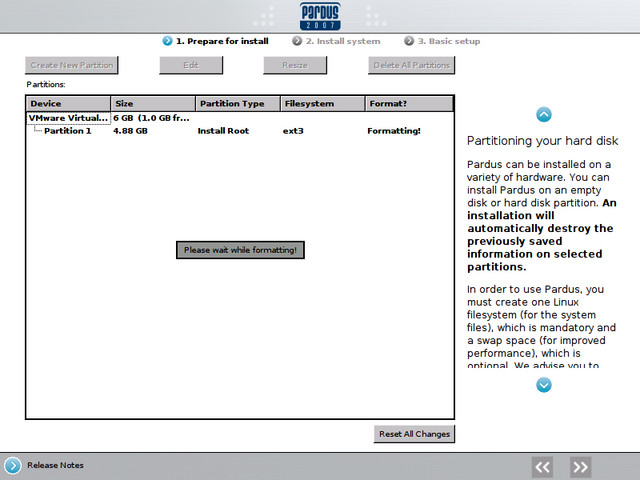 PARDUS
2007
1. Prepare for install 2. Install system 3. Basic setup
Create New Partition Edit Resize Delete All Partitions
Partitions:
Device Size Partition Type Filesystem Format?
VMware Virtual... 6 GB (1.0 GB fr...
Partition 1 4.88 GB Install Root ext3 Formatting!
Please wait while formatting!
Reset All Changes
Partitioning your hard disk
Pardus can be installed on a
variety of hardware. You can
install Pardus on an empty
disk or hard disk partition. An
installation will
automatically destroy the
previously saved
information on selected
partitions.
In order to use Pardus, you
must create one Linux
filesystem (for the system
files), which is mandatory and
a swap space (for improved
performance), which is
optional. We advise you to
Release Notes